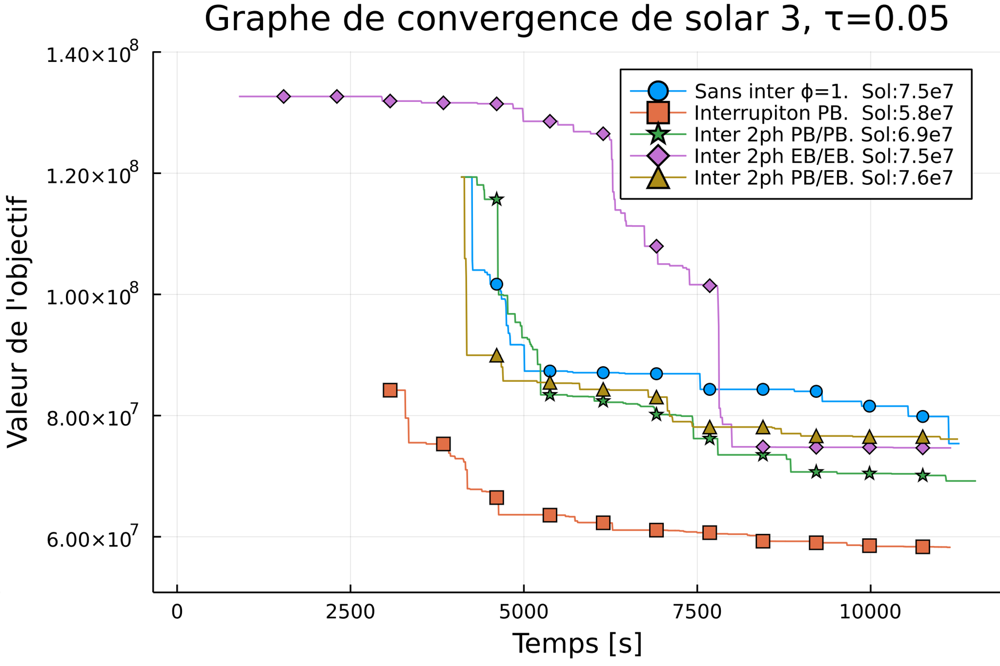 Graphe de convergence de solar 3, τ=0.05
Valeur de l'objectif
1.40×10⁸
1.20×10⁸
1.00×10⁸
8.00×10⁷
6.00×10⁷
Sans inter ϕ=1. Sol:7.5e7
Interrupiton PB. Sol:5.8e7
Inter 2ph PB/PB. Sol:6.9e7
Inter 2ph EB/EB. Sol:7.5e7
Inter 2ph PB/EB. Sol:7.6e7
0 2500 5000 7500 10000
Temps [s]